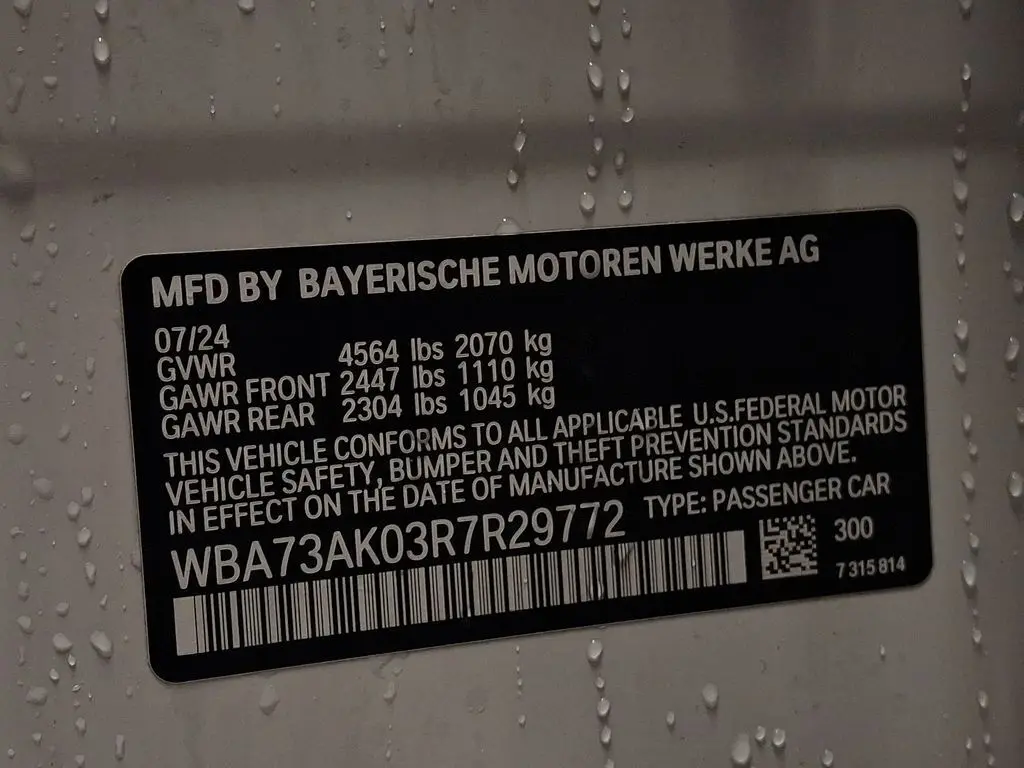 MFD BY BAYERISCHE MOTOREN WERKE AG
07/24
GVWR 4564 lbs 2070 kg
GAWR FRONT 2447 lbs 1110 kg
GAWR REAR 2304 lbs 1045 kg
THIS VEHICLE CONFORMS TO ALL APPLICABLE U.S.FEDERAL MOTOR
VEHICLE SAFETY, BUMPER AND THEFT PREVENTION STANDARDS
IN EFFECT ON THE DATE OF MANUFACTURE SHOWN ABOVE.
WBA73AK03R7R29772 TYPE: PASSENGER CAR
300
7 315 814